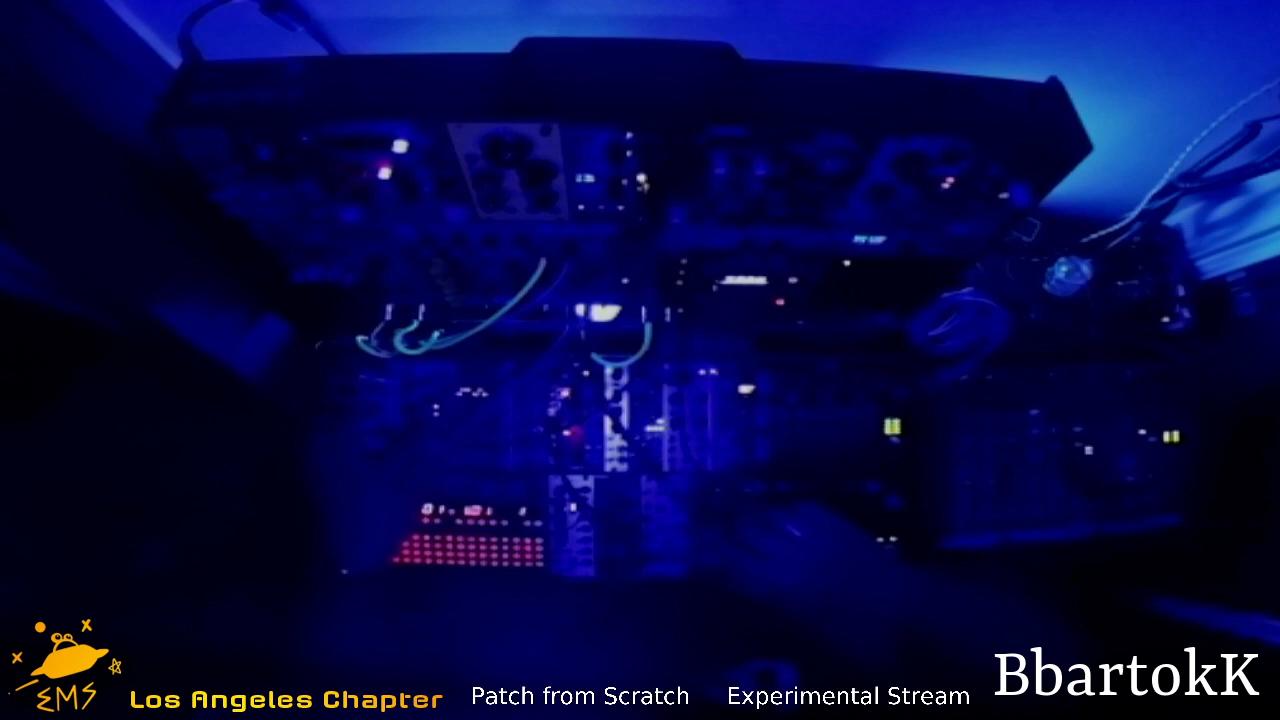 EMS
Los Angeles Chapter
Patch from Scratch
Experimental Stream
BbartokK